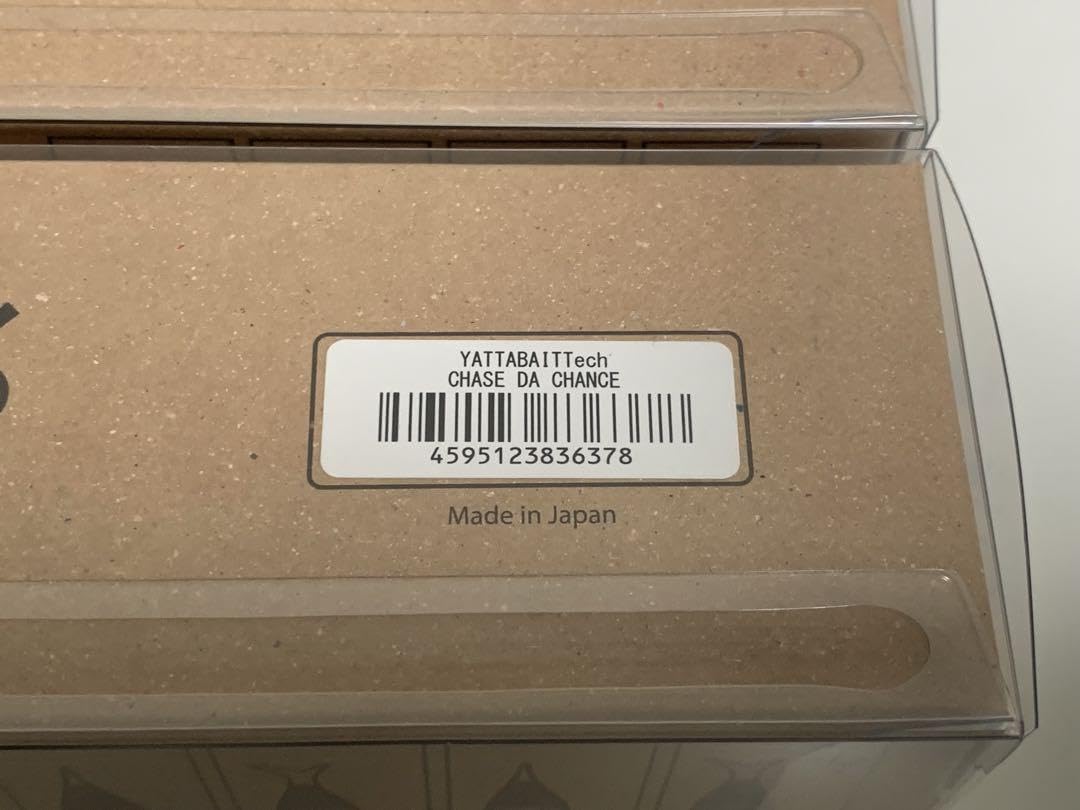 YATTABAITTech
CHASE DA CHANCE
4595123836378
Made in Japan